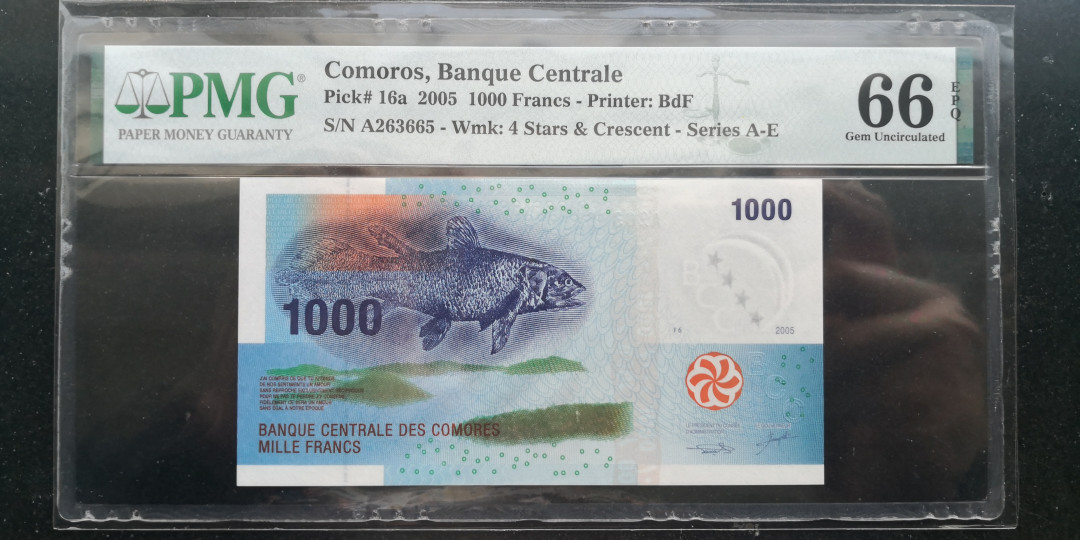 PMG®
PAPER MONEY GUARANTY
Comoros, Banque Centrale
Pick# 16a 2005 1000 Francs - Printer: BdF
S/N A263665 - Wmk: 4 Stars & Crescent - Series A-E
66
EPQ
Gem Uncirculated
1000
1000
BC
F6 2005
BANQUE CENTRALE DES COMORES
MILLE FRANCS